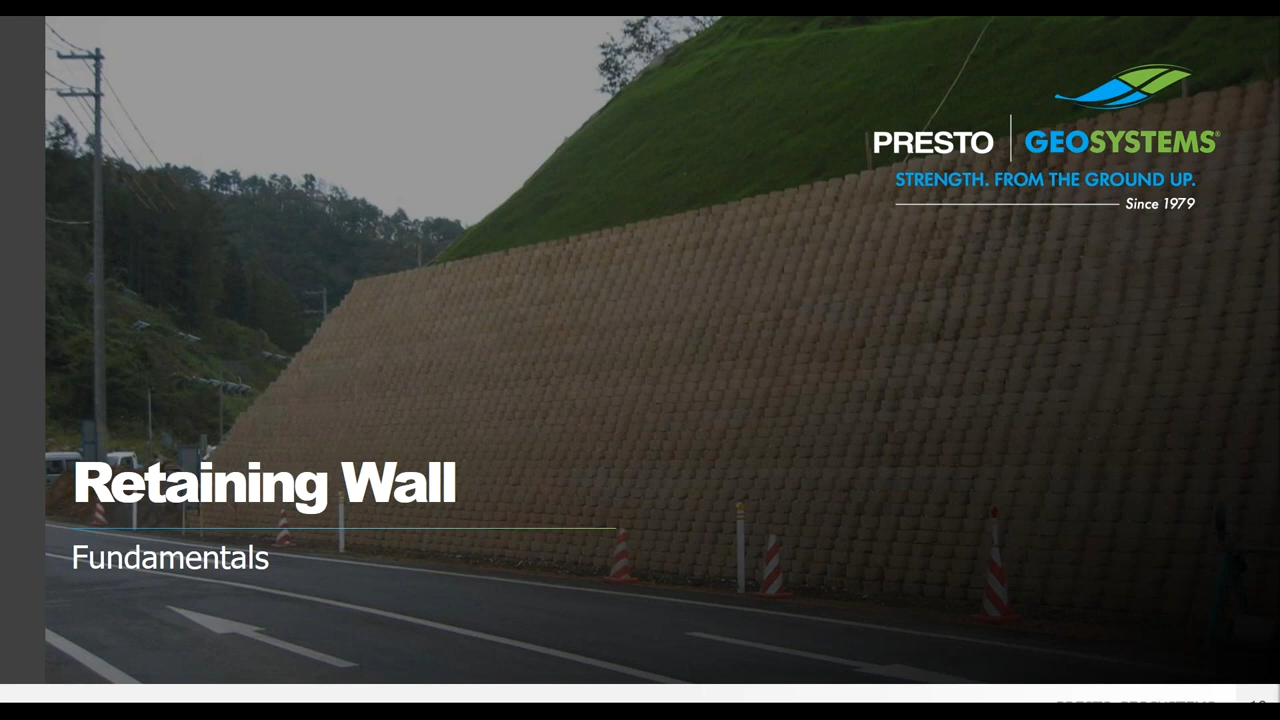 PRESTO GEOSYSTEMS®
STRENGTH. FROM THE GROUND UP.
Since 1979
Retaining Wall
Fundamentals